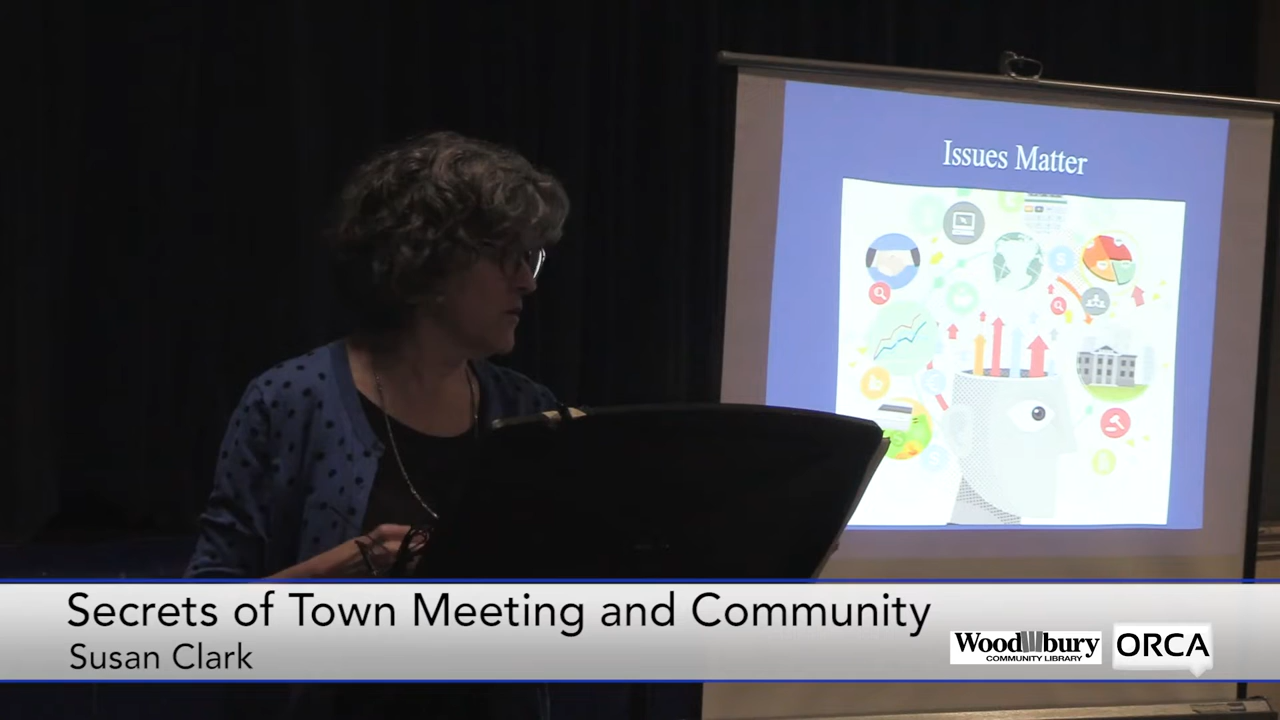 Issues Matter
Secrets of Town Meeting and Community
Susan Clark
Woodbury
COMMUNITY LIBRARY
ORCA